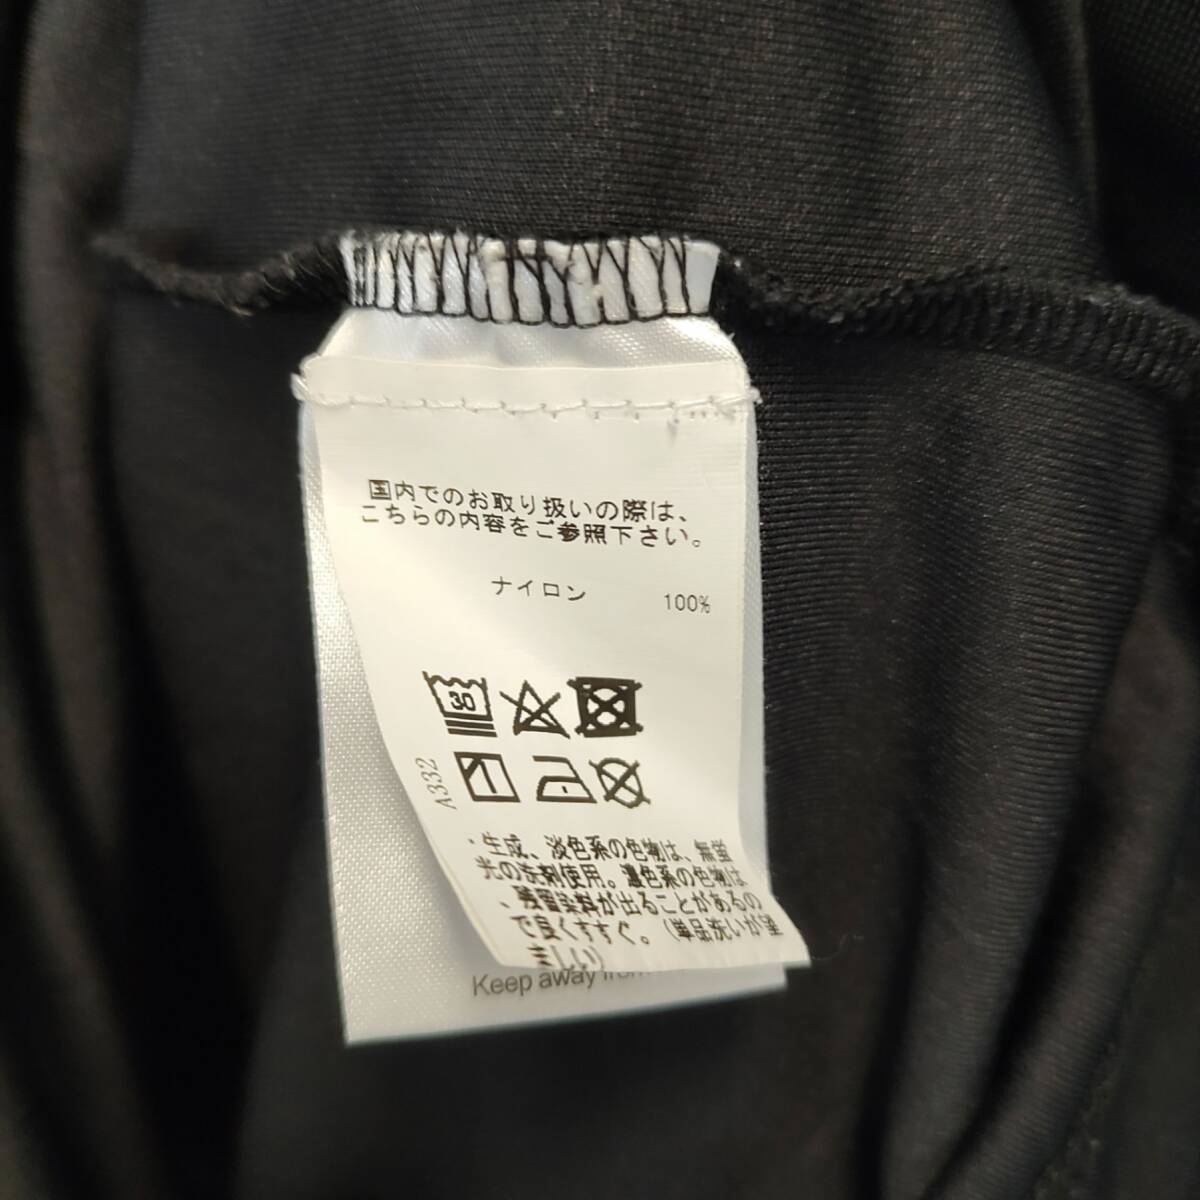 国内でのお取り扱いの際は、
こちらの内容をご参照下さい。
ナイロン 100%
30
A332
・生成、淡色系の色物は、無蛍
光の洗剤使用。濃色系の色物は
、残留染料が出ることがあるの
で良くすすぐ。(単品洗いが望
ましい)
Keep away from